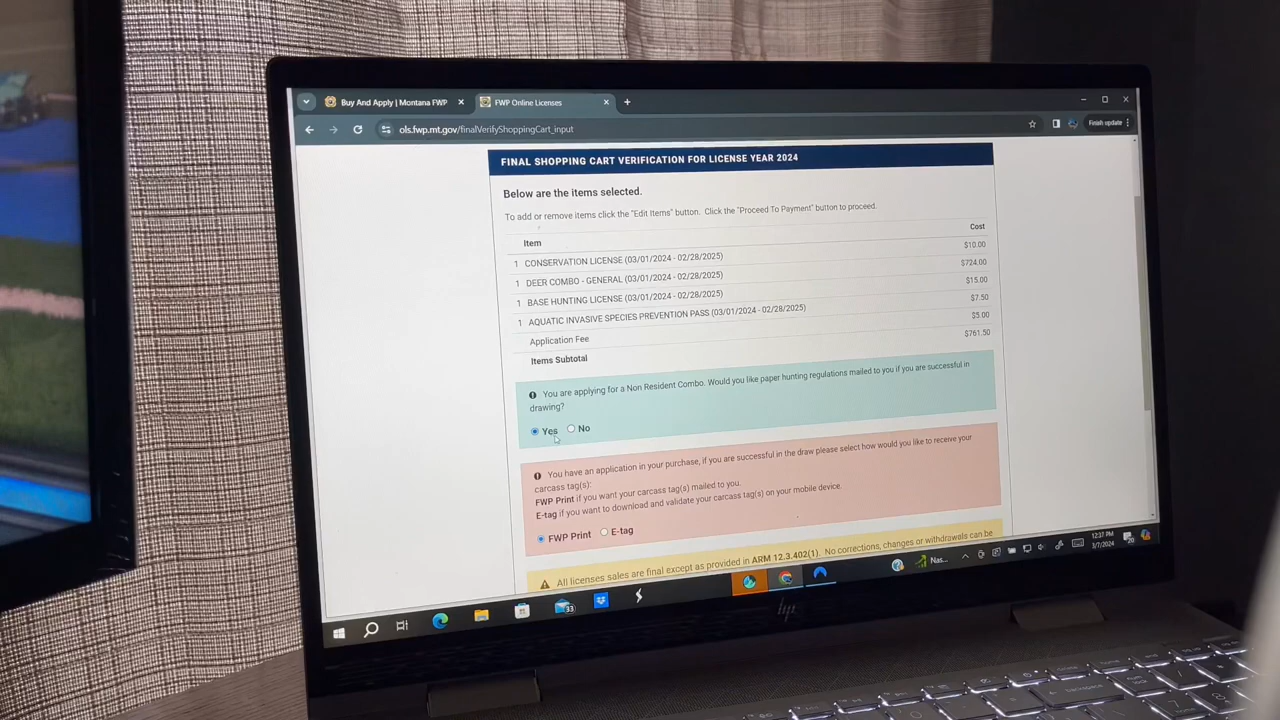 Buy And Apply | Montana FWP
FWP Online Licenses
ols.fwp.mt.gov/finalVerifyShoppingCart_input
Finish update
FINAL SHOPPING CART VERIFICATION FOR LICENSE YEAR 2024
Below are the items selected.
To add or remove items click the "Edit Items" button. Click the "Proceed To Payment" button to proceed.
Item Cost
1 CONSERVATION LICENSE (03/01/2024 - 02/28/2025) $10.00
1 DEER COMBO - GENERAL (03/01/2024 - 02/28/2025) $724.00
1 BASE HUNTING LICENSE (03/01/2024 - 02/28/2025) $15.00
1 AQUATIC INVASIVE SPECIES PREVENTION PASS (03/01/2024 - 02/28/2025) $7.50
Application Fee $5.00
Items Subtotal $761.50
You are applying for a Non Resident Combo. Would you like paper hunting regulations mailed to you if you are successful in
drawing?
Yes No
You have an application in your purchase, if you are successful in the draw please select how would you like to receive your
carcass tag(s):
FWP Print if you want your carcass tag(s) mailed to you.
E-tag if you want to download and validate your carcass tag(s) on your mobile device.
FWP Print E-tag
All licenses sales are final except as provided in ARM 12.3.402(1). No corrections, changes or withdrawals can be
33
Nas...
12:37 PM
3/7/2024
hp
backspace